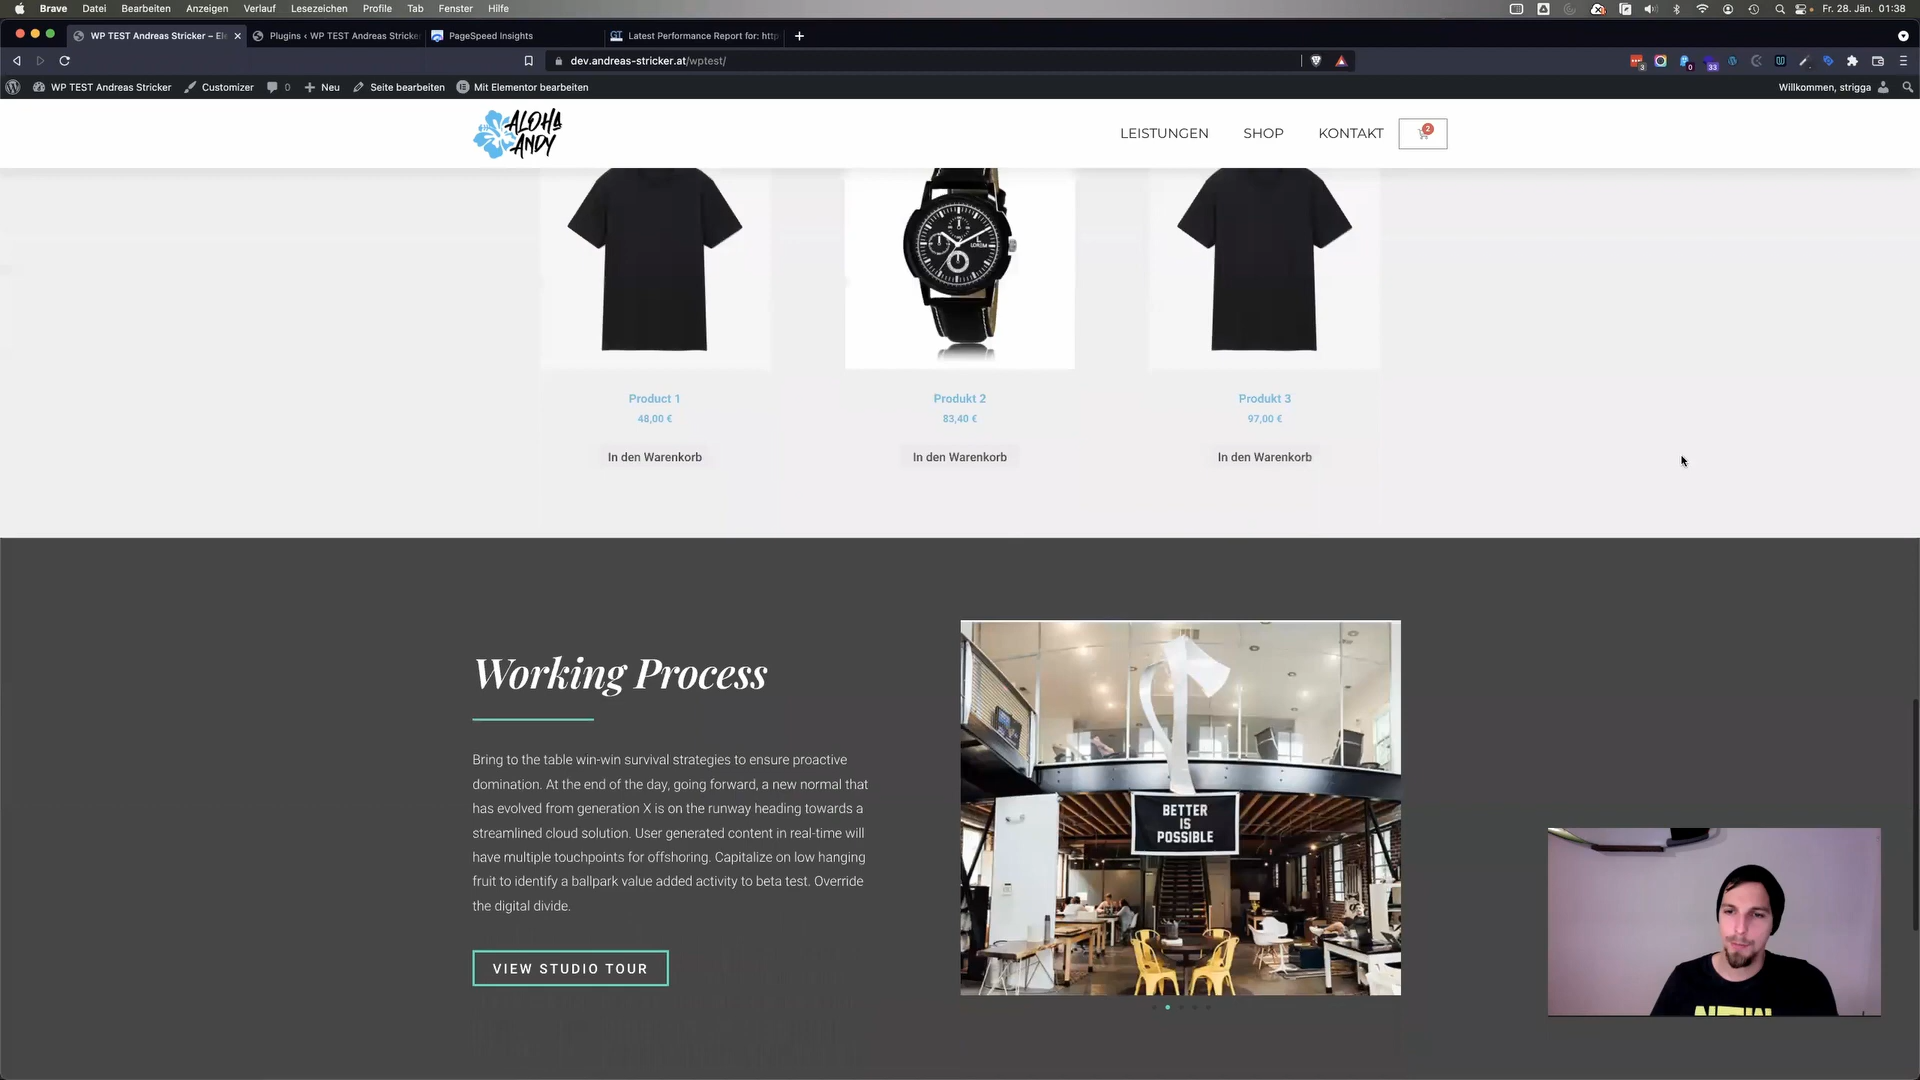 Brave Datei Bearbeiten Anzeigen Verlauf Lesezeichen Profile Tab Fenster Hilfe Fr. 28. Jän. 01:38
WP TEST Andreas Stricker – Ele Plugins ‹ WP TEST Andreas Stricke PageSpeed Insights GT Latest Performance Report for: http
dev.andreas-stricker.at/wptest/ 3 0 33
WP TEST Andreas Stricker Customizer 0 Neu Seite bearbeiten Mit Elementor bearbeiten Willkommen, strigga
ALOHA
ANDY
LEISTUNGEN SHOP KONTAKT 2
Product 1
48,00 €
In den Warenkorb
Produkt 2
83,40 €
In den Warenkorb
Produkt 3
97,00 €
In den Warenkorb
Working Process
Bring to the table win-win survival strategies to ensure proactive
domination. At the end of the day, going forward, a new normal that
has evolved from generation X is on the runway heading towards a
streamlined cloud solution. User generated content in real-time will
have multiple touchpoints for offshoring. Capitalize on low hanging
fruit to identify a ballpark value added activity to beta test. Override
the digital divide.
VIEW STUDIO TOUR
BETTER
IS
POSSIBLE